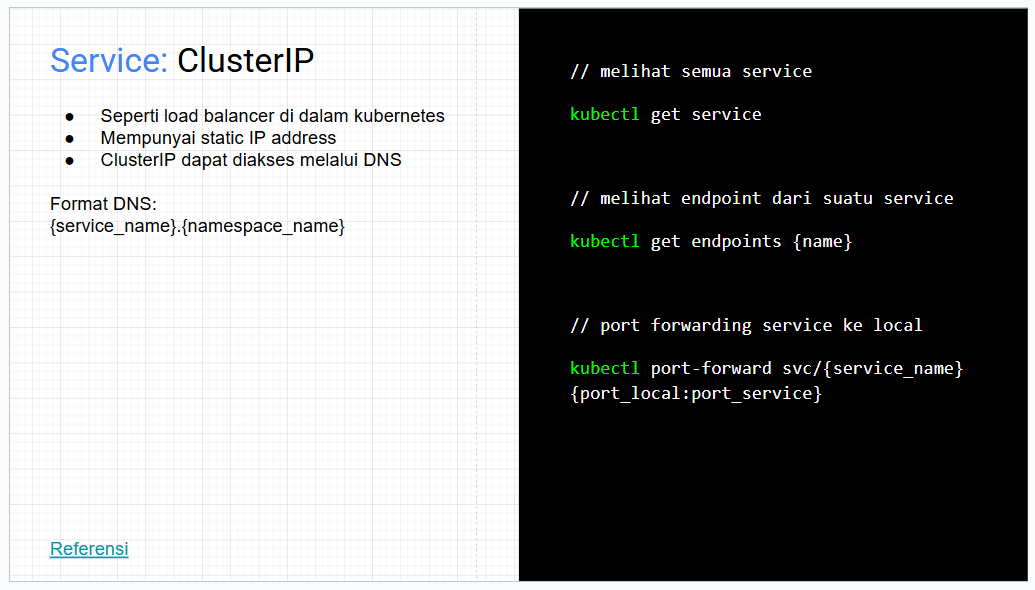 Service: ClusterIP
● Seperti load balancer di dalam kubernetes
● Mempunyai static IP address
● ClusterIP dapat diakses melalui DNS
Format DNS:
{service_name}.{namespace_name}
Referensi
// melihat semua service
kubectl get service
// melihat endpoint dari suatu service
kubectl get endpoints {name}
// port forwarding service ke local
kubectl port-forward svc/{service_name}
{port_local:port_service}